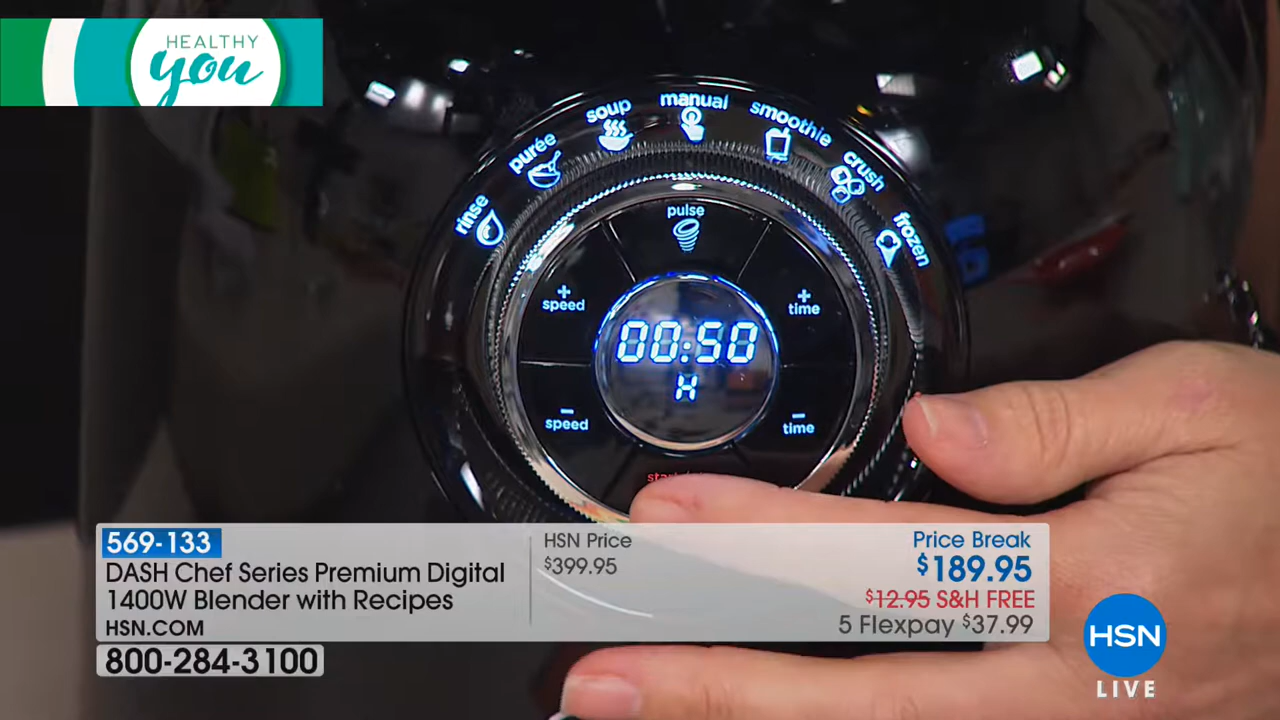 HEALTHY
you
rinse
purée
soup
manual
smoothie
crush
frozen
pulse
+
speed
+
time
00:50
H
-
speed
-
time
569-133
DASH Chef Series Premium Digital
1400W Blender with Recipes
HSN.COM
800-284-3100
HSN Price
$399.95
Price Break
$189.95
$12.95 S&H FREE
5 Flexpay $37.99
HSN
LIVE